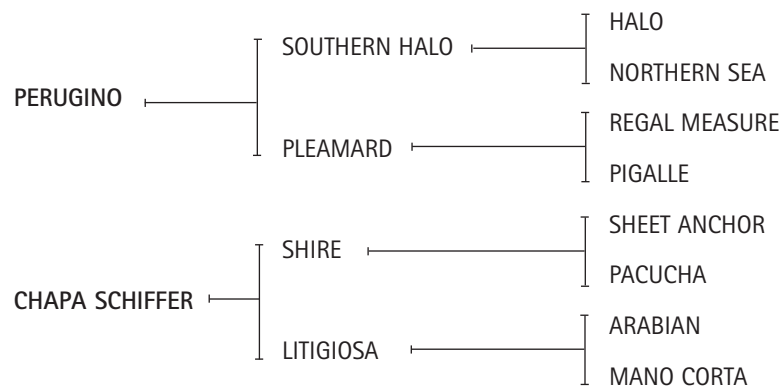 PERUGINO
SOUTHERN HALO
HALO
NORTHERN SEA
PLEAMARD
REGAL MEASURE
PIGALLE
CHAPA SCHIFFER
SHIRE
SHEET ANCHOR
PACUCHA
LITIGIOSA
ARABIAN
MANO CORTA